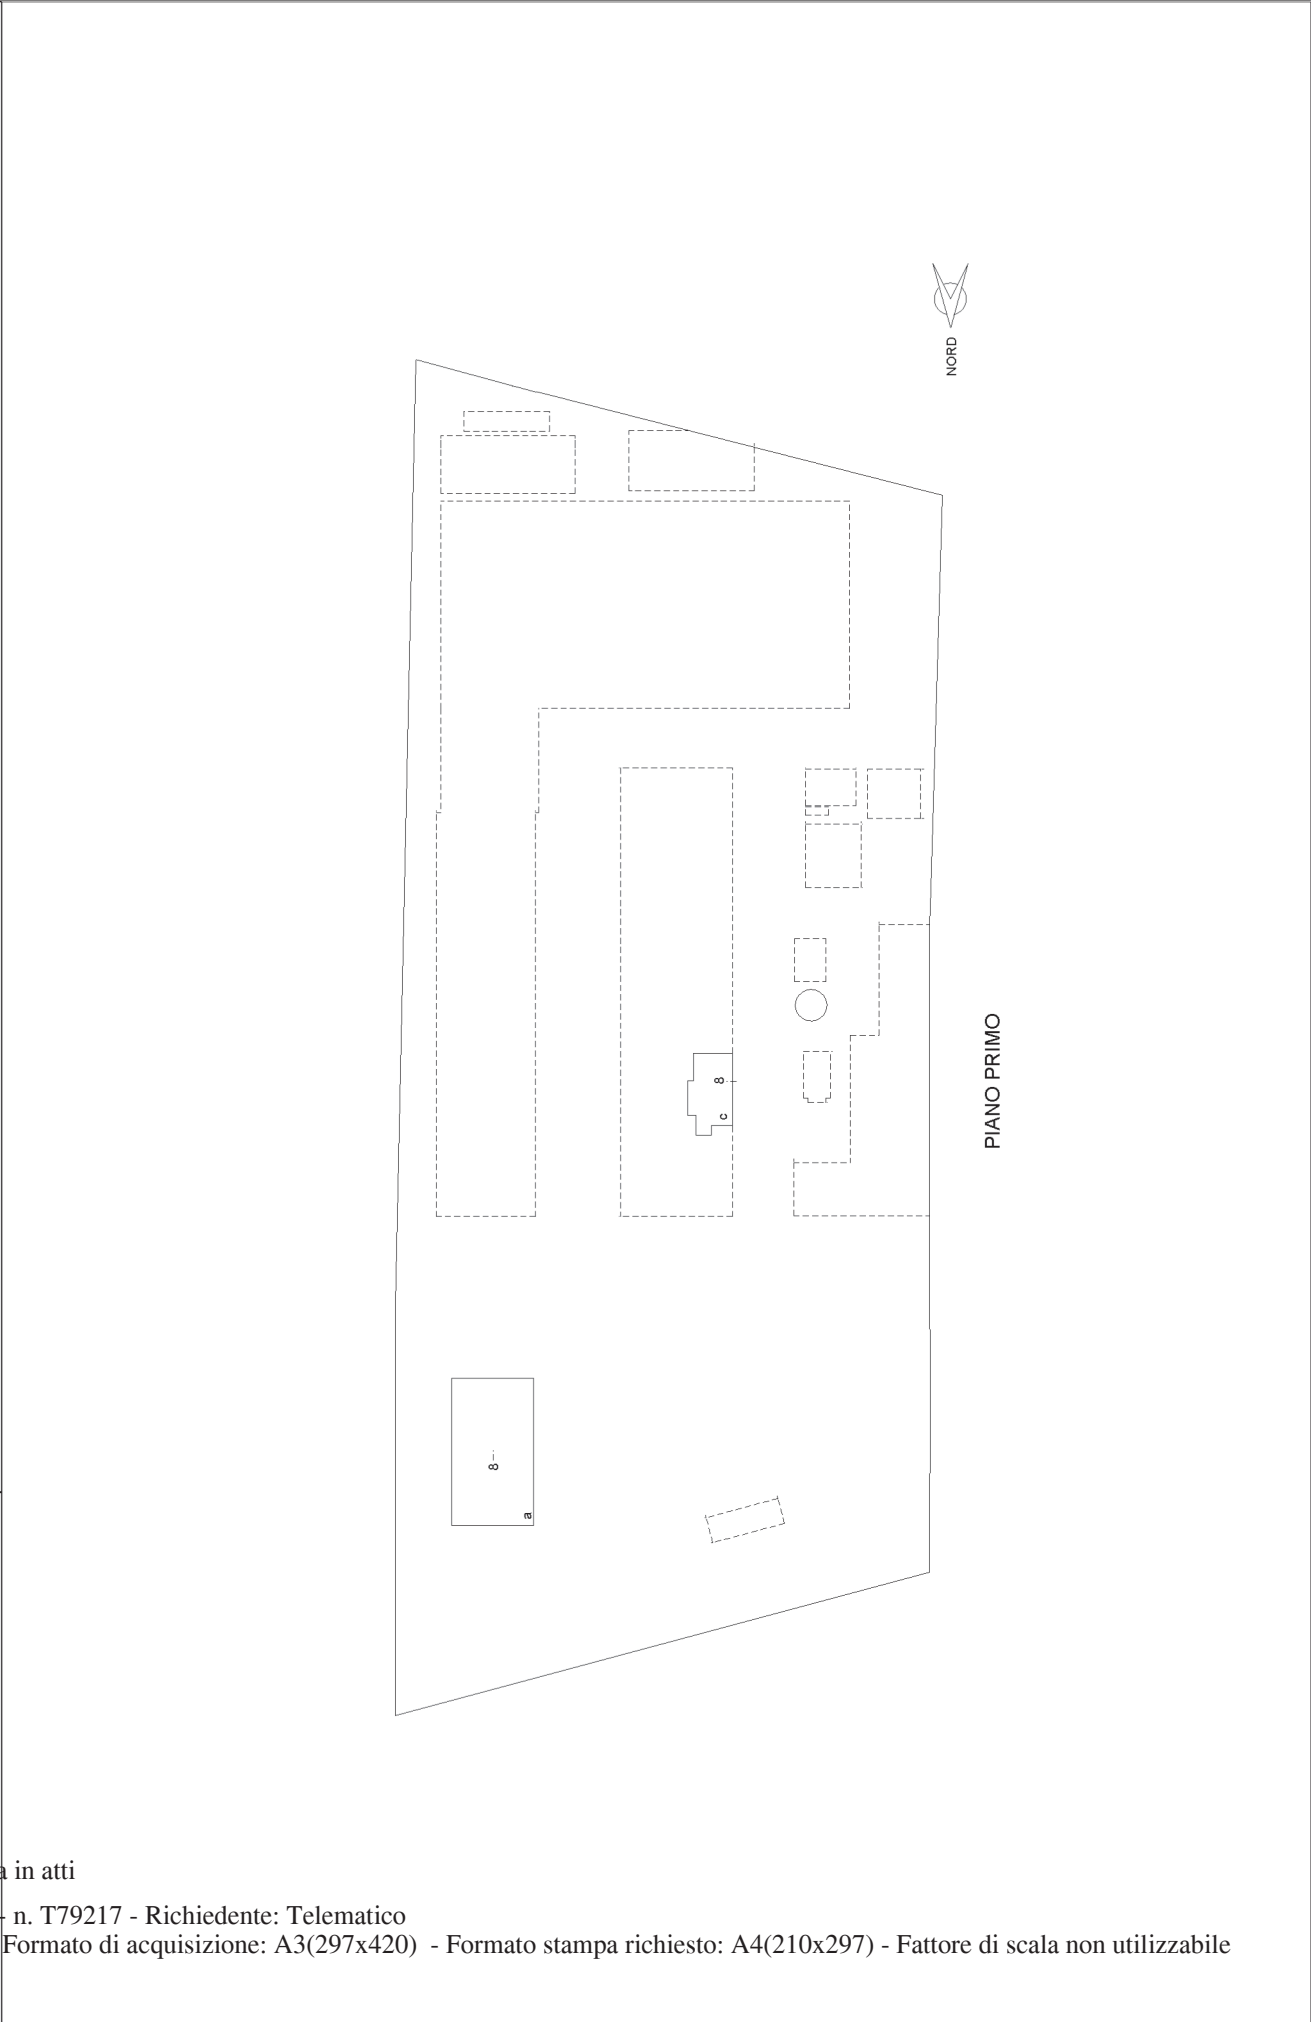 NORD
PIANO PRIMO
8
c
8
a
a in atti
- n. T79217 - Richiedente: Telematico
Formato di acquisizione: A3(297x420) - Formato stampa richiesto: A4(210x297) - Fattore di scala non utilizzabile